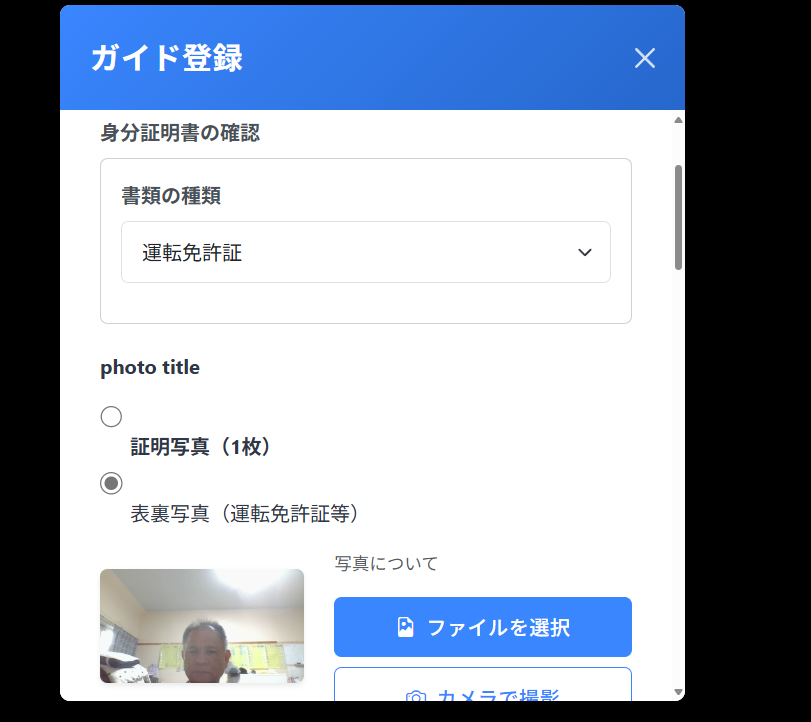 ガイド登録
身分証明書の確認
書類の種類
運転免許証
photo title
証明写真（1枚）
表裏写真（運転免許証等）
写真について
ファイルを選択
カメラで撮影